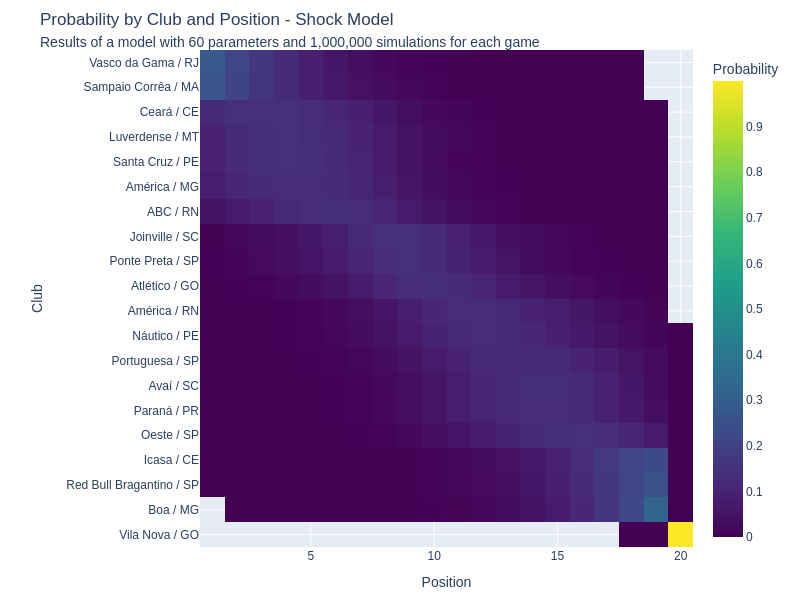 Probability by Club and Position - Shock Model
Results of a model with 60 parameters and 1,000,000 simulations for each game
Probability
Vasco da Gama / RJ
Sampaio Corrêa / MA
Ceará / CE
Luverdense / MT
Santa Cruz / PE
América / MG
ABC / RN
Joinville / SC
Ponte Preta / SP
Atlético / GO
América / RN
Náutico / PE
Portuguesa / SP
Avaí / SC
Paraná / PR
Oeste / SP
Icasa / CE
Red Bull Bragantino / SP
Boa / MG
Vila Nova / GO
Club
5
10
15
20
Position
0.9
0.8
0.7
0.6
0.5
0.4
0.3
0.2
0.1
0